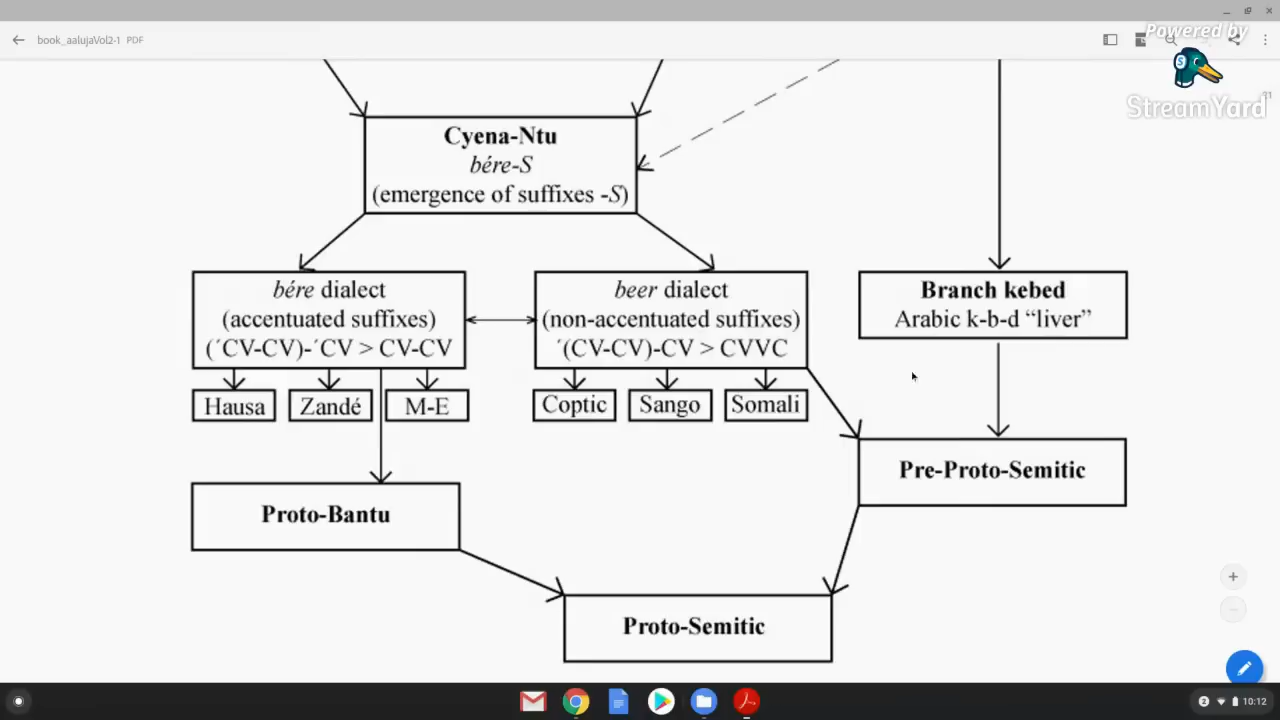 book_aalujaVol2-1 PDF
Powered by
StreamYard
Cyena-Ntu
bére-S
(emergence of suffixes -S)
bére dialect
(accentuated suffixes)
(´CV-CV)-´CV > CV-CV
beer dialect
(non-accentuated suffixes)
´(CV-CV)-CV > CVVC
Branch kebed
Arabic k-b-d “liver”
Hausa
Zandé
M-E
Coptic
Sango
Somali
Pre-Proto-Semitic
Proto-Bantu
Proto-Semitic
2
10:12